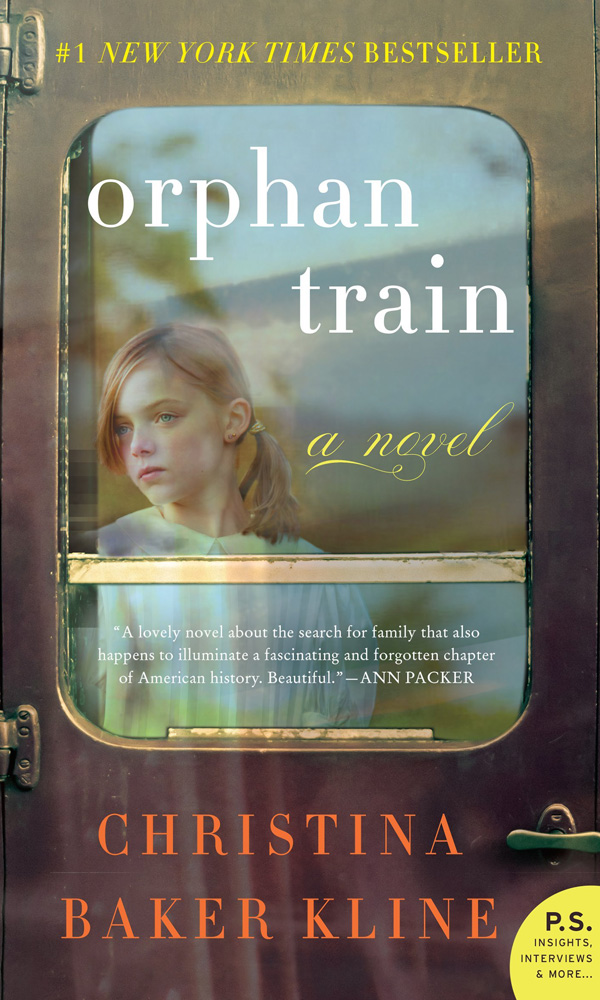 #1 NEW YORK TIMES BESTSELLER
orphan
train
a novel
“A lovely novel about the search for family that also
happens to illuminate a fascinating and forgotten chapter
of American history. Beautiful.”—ANN PACKER
CHRISTINA
BAKER KLINE
P.S.
INSIGHTS,
INTERVIEWS
& MORE...